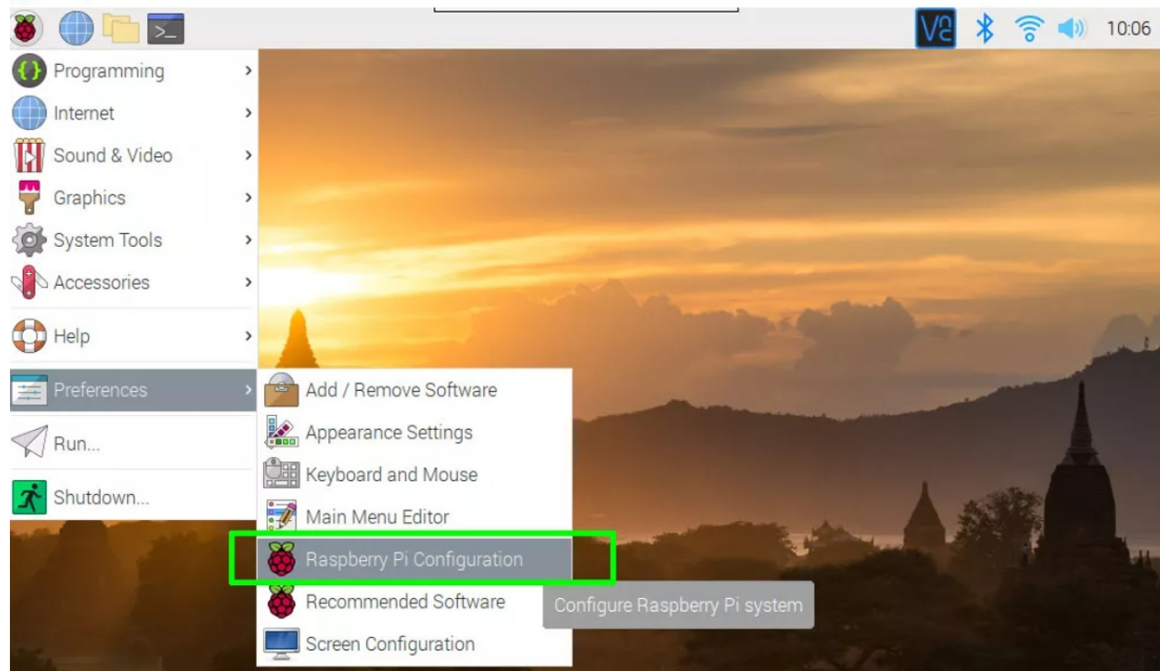 10:06
Programming
Internet
Sound & Video
Graphics
System Tools
Accessories
Help
Preferences
Run...
Shutdown...
Add / Remove Software
Appearance Settings
Keyboard and Mouse
Main Menu Editor
Raspberry Pi Configuration
Recommended Software
Screen Configuration
Configure Raspberry Pi system